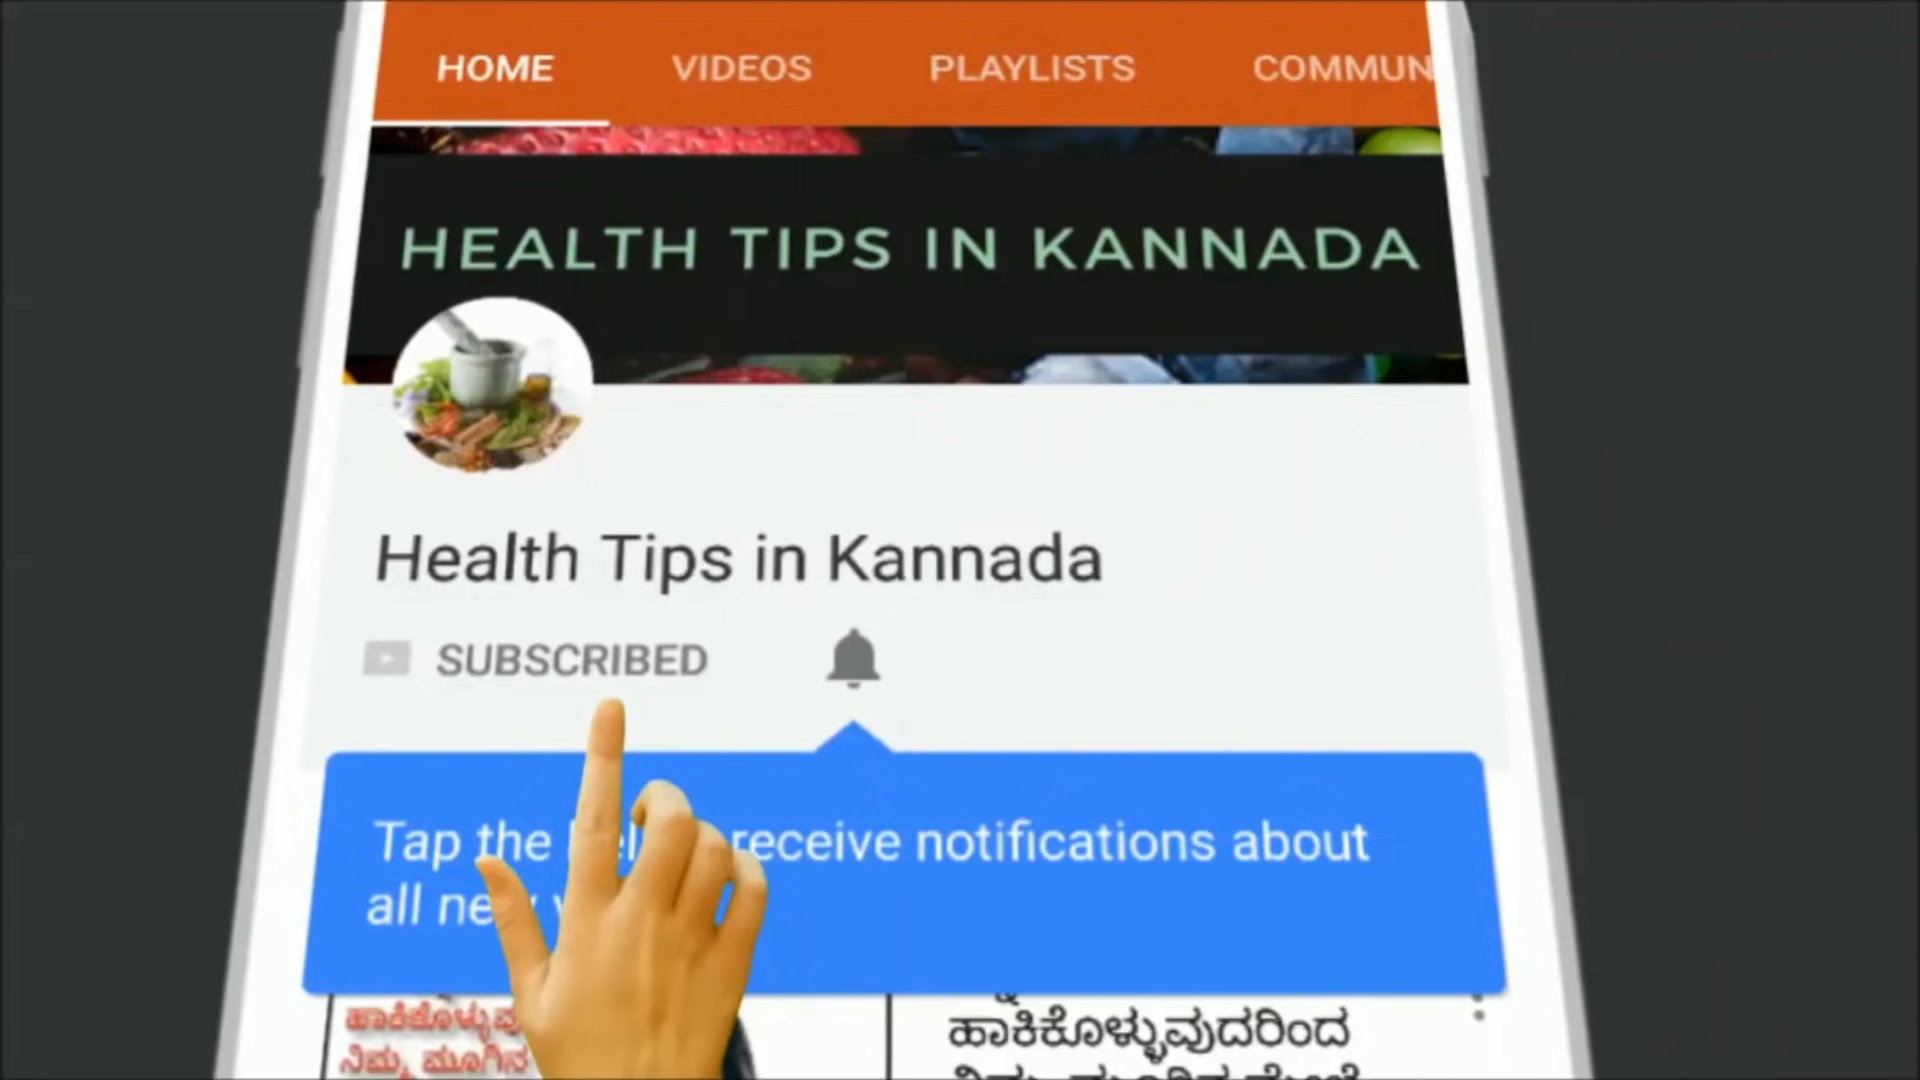 HOME VIDEOS PLAYLISTS COMMUN
HEALTH TIPS IN KANNADA
Health Tips in Kannada
SUBSCRIBED
Tap the receive notifications about
all
ಹಾಕಿಕೊಳ್ಳುವು
ನಿಮ್ಮ ಮೂಗಿನ
ಹಾಕಿಕೊಳ್ಳುವುದರಿಂದ
ನಿಮ್ಮ ಮೂಗಿನ ಮೇಲೆ